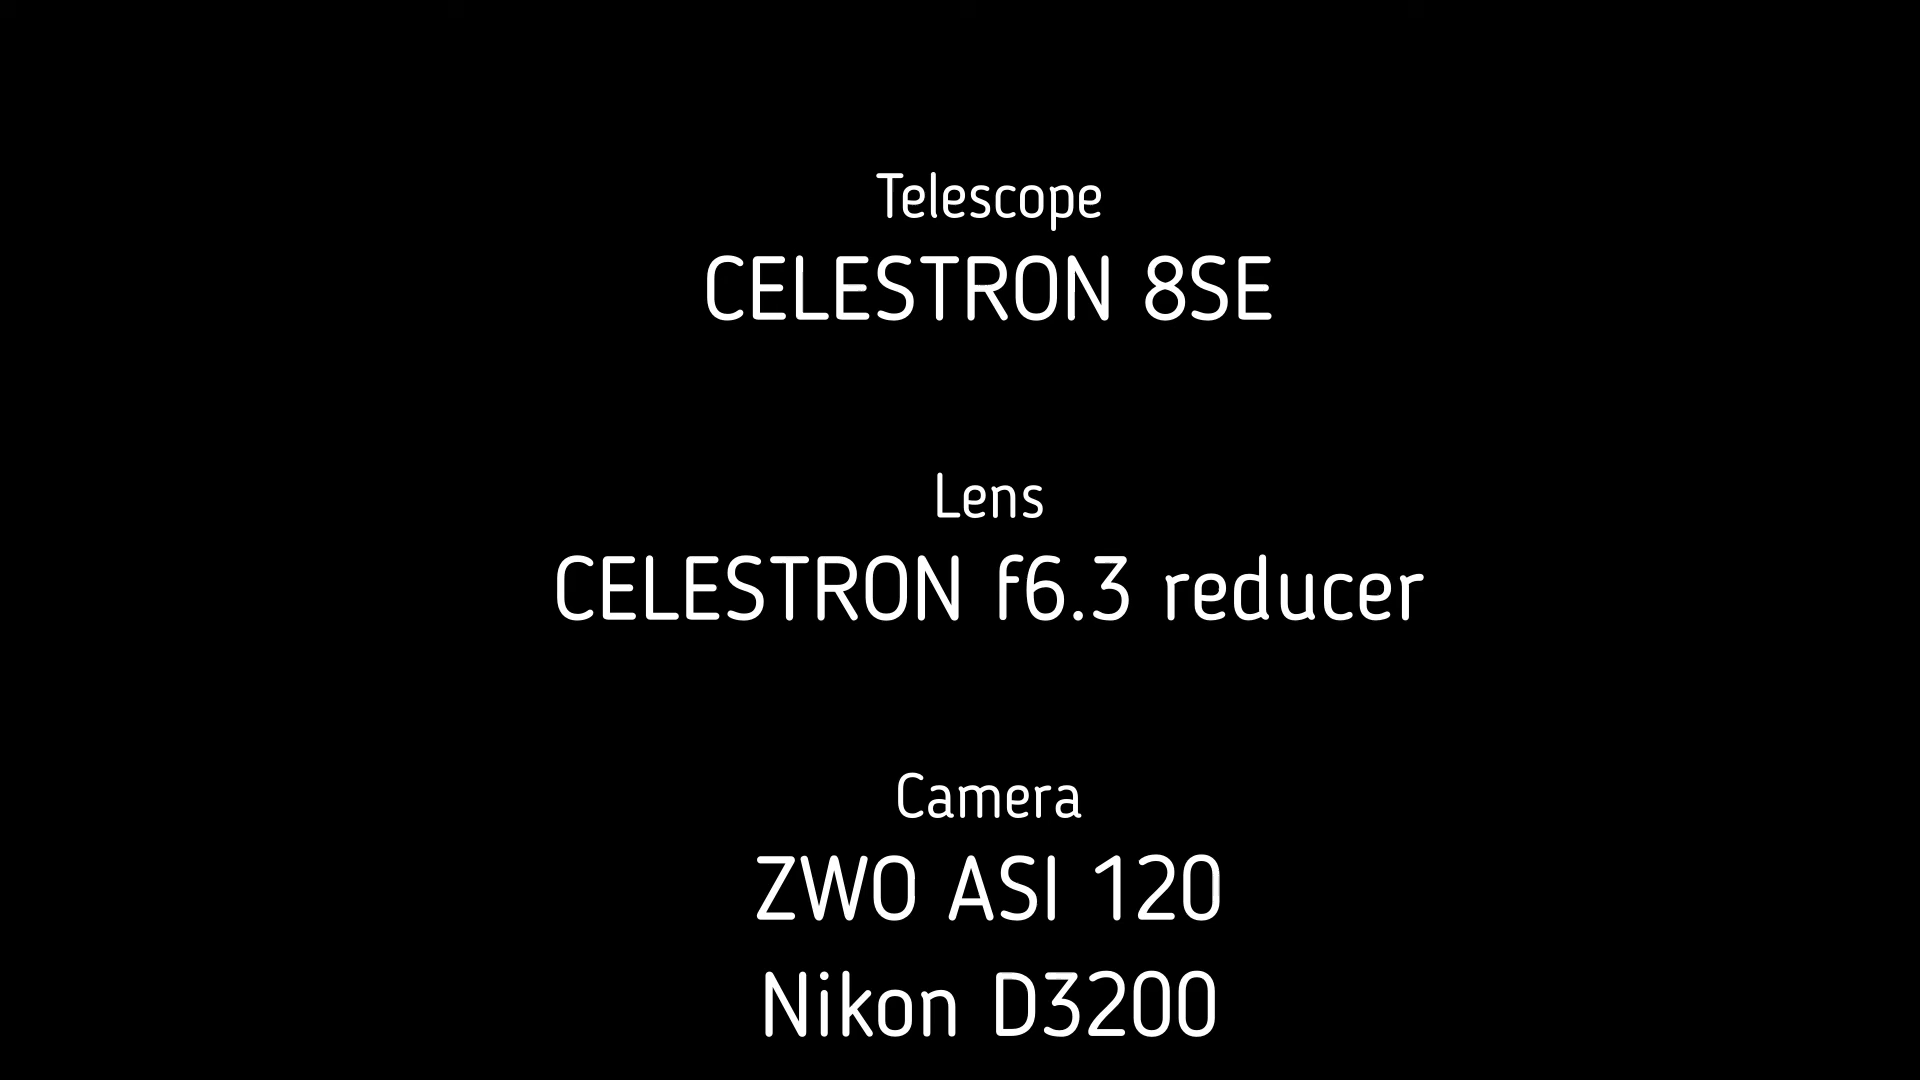 Telescope
CELESTRON 8SE
Lens
CELESTRON f6.3 reducer
Camera
ZWO ASI 120
Nikon D3200